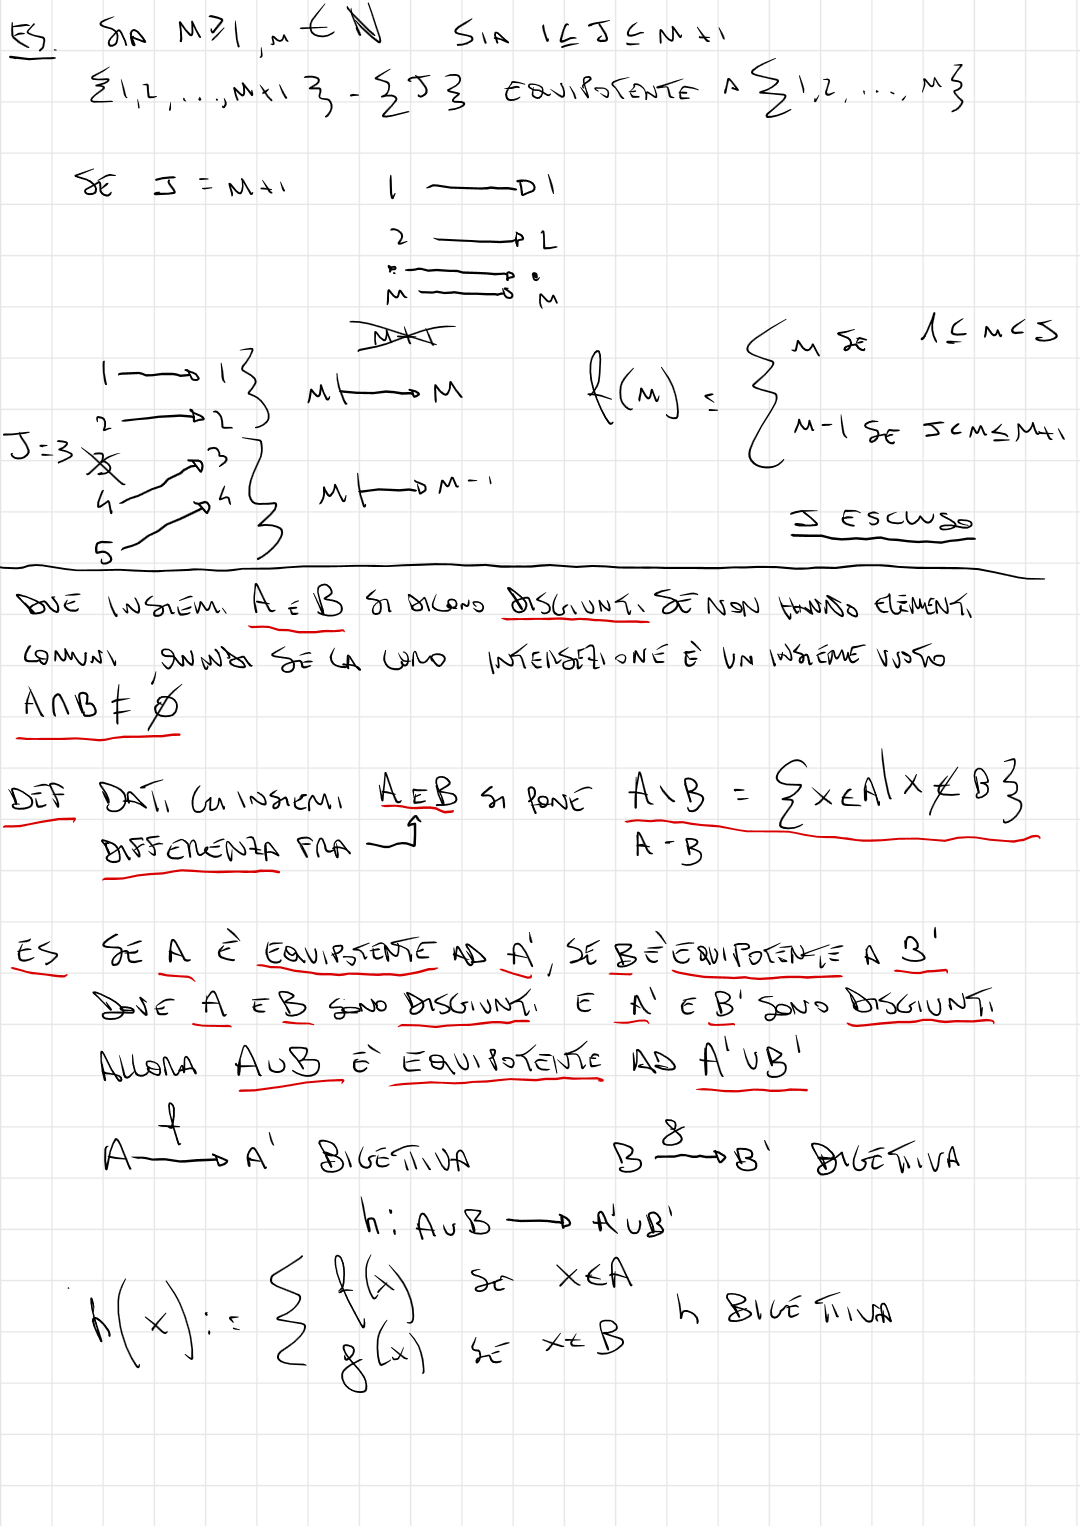 ES. SIA M≥1, M ∈ N SIA 1 ≤ J ≤ M+1
{1,2,...,M+1} - {J} EQUIPOTENTE A {1,2,...,M}
SE J = M+1
1 → 1
2 → 2
. → .
M → M
M+1
1 → 1
2 → 2
M ↦ M
J=3
3
4 → 3
5 → 4
M ↦ M-1
f(M) = { M SE 1 ≤ M < J
M-1 SE J < M ≤ M+1
J ESCLUSO
DUE INSIEMI A E B SI DICONO DISGIUNTI SE NON HANNO ELEMENTI
COMUNI, QUINDI SE LA LORO INTERSEZIONE È UN INSIEME VUOTO
A∩B ≠ ∅
DEF DATI GLI INSIEMI A E B SI PONE A \ B = {x∈A | x ∉ B}
DIFFERENZA FRA A - B
ES SE A È EQUIPOTENTE AD A', SE B È EQUIPOTENTE A B'
DOVE A E B SONO DISGIUNTI E A' E B' SONO DISGIUNTI
ALLORA A∪B È EQUIPOTENTE AD A'∪B'
f g
A → A' BIGETTIVA B → B' BIGETTIVA
h: A∪B → A'∪B'
h(x) := { f(x) SE x∈A
g(x) SE x∈B
h BIGETTIVA